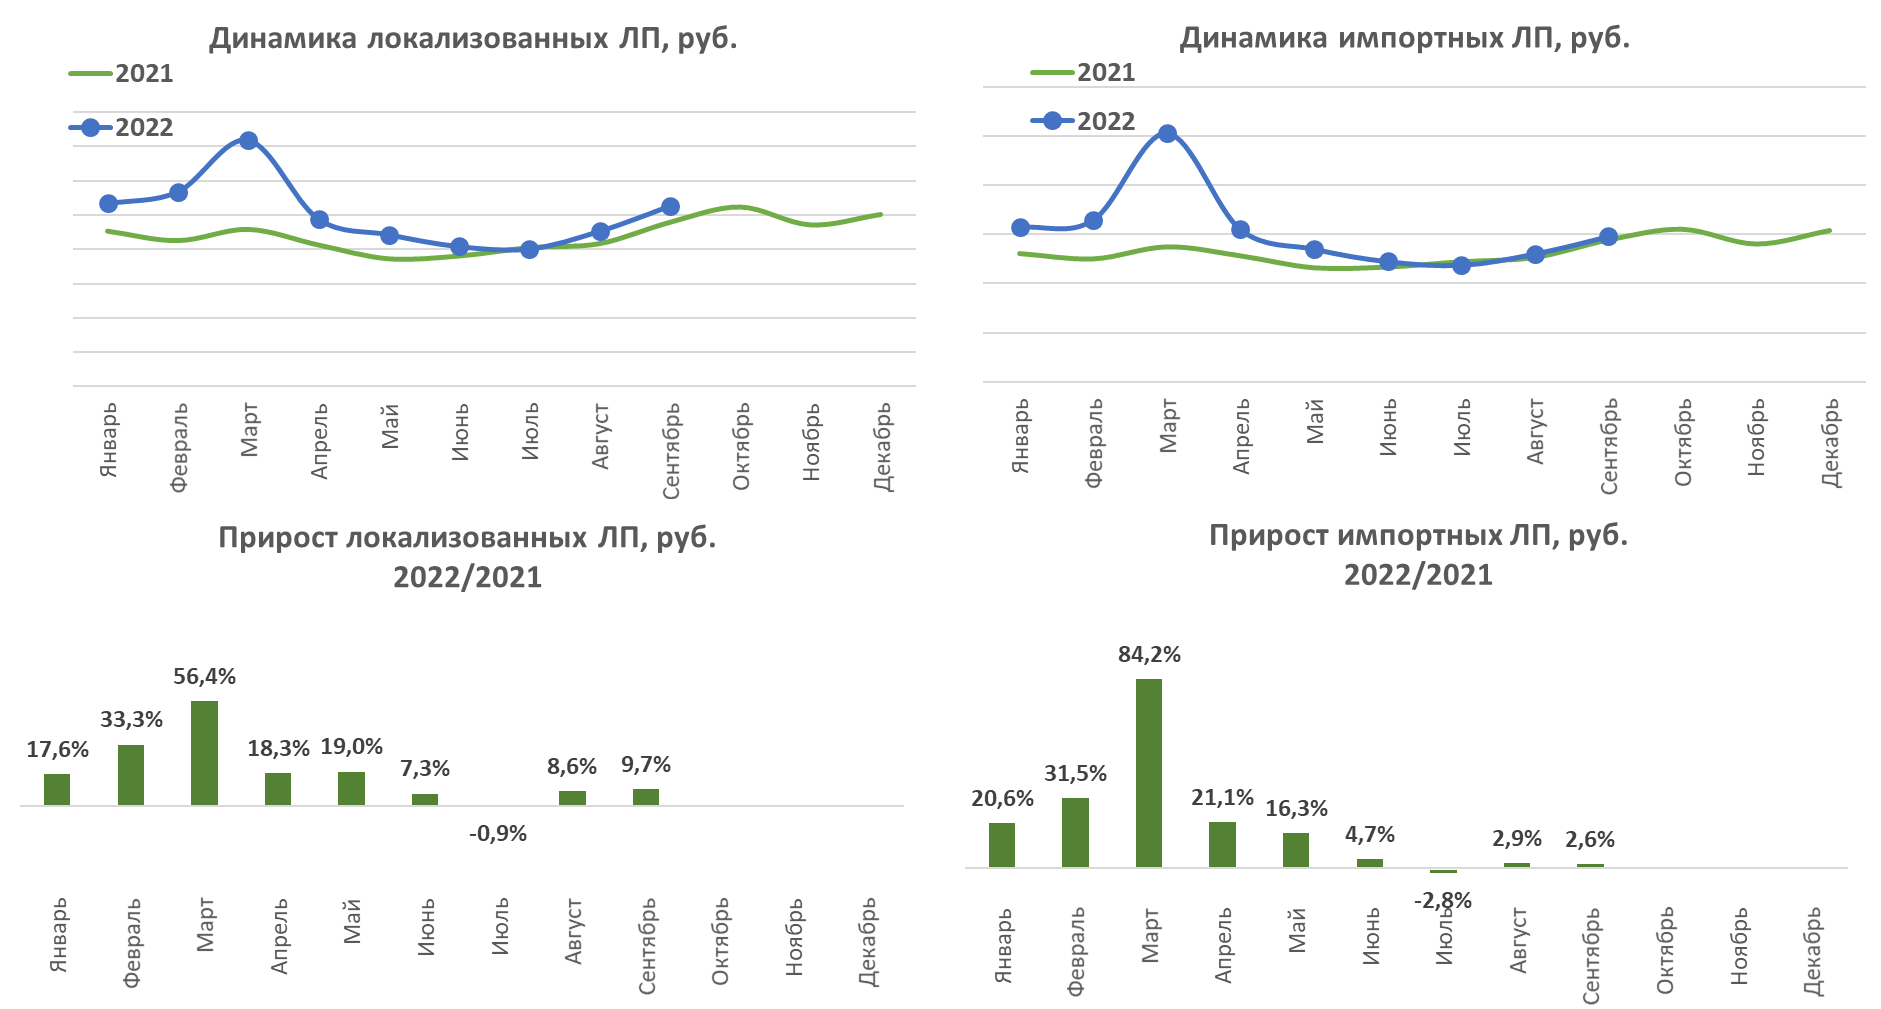 Динамика локализованных ЛП, руб.
2021
2022
Январь
Февраль
Март
Апрель
Май
Июнь
Июль
Август
Сентябрь
Октябрь
Ноябрь
Декабрь
Динамика импортных ЛП, руб.
2021
2022
Январь
Февраль
Март
Апрель
Май
Июнь
Июль
Август
Сентябрь
Октябрь
Ноябрь
Декабрь
Прирост локализованных ЛП, руб.
2022/2021
17,6%
33,3%
56,4%
18,3%
19,0%
7,3%
-0,9%
8,6%
9,7%
Январь
Февраль
Март
Апрель
Май
Июнь
Июль
Август
Сентябрь
Октябрь
Ноябрь
Декабрь
Прирост импортных ЛП, руб.
2022/2021
20,6%
31,5%
84,2%
21,1%
16,3%
4,7%
-2,8%
2,9%
2,6%
Январь
Февраль
Март
Апрель
Май
Июнь
Июль
Август
Сентябрь
Октябрь
Ноябрь
Декабрь